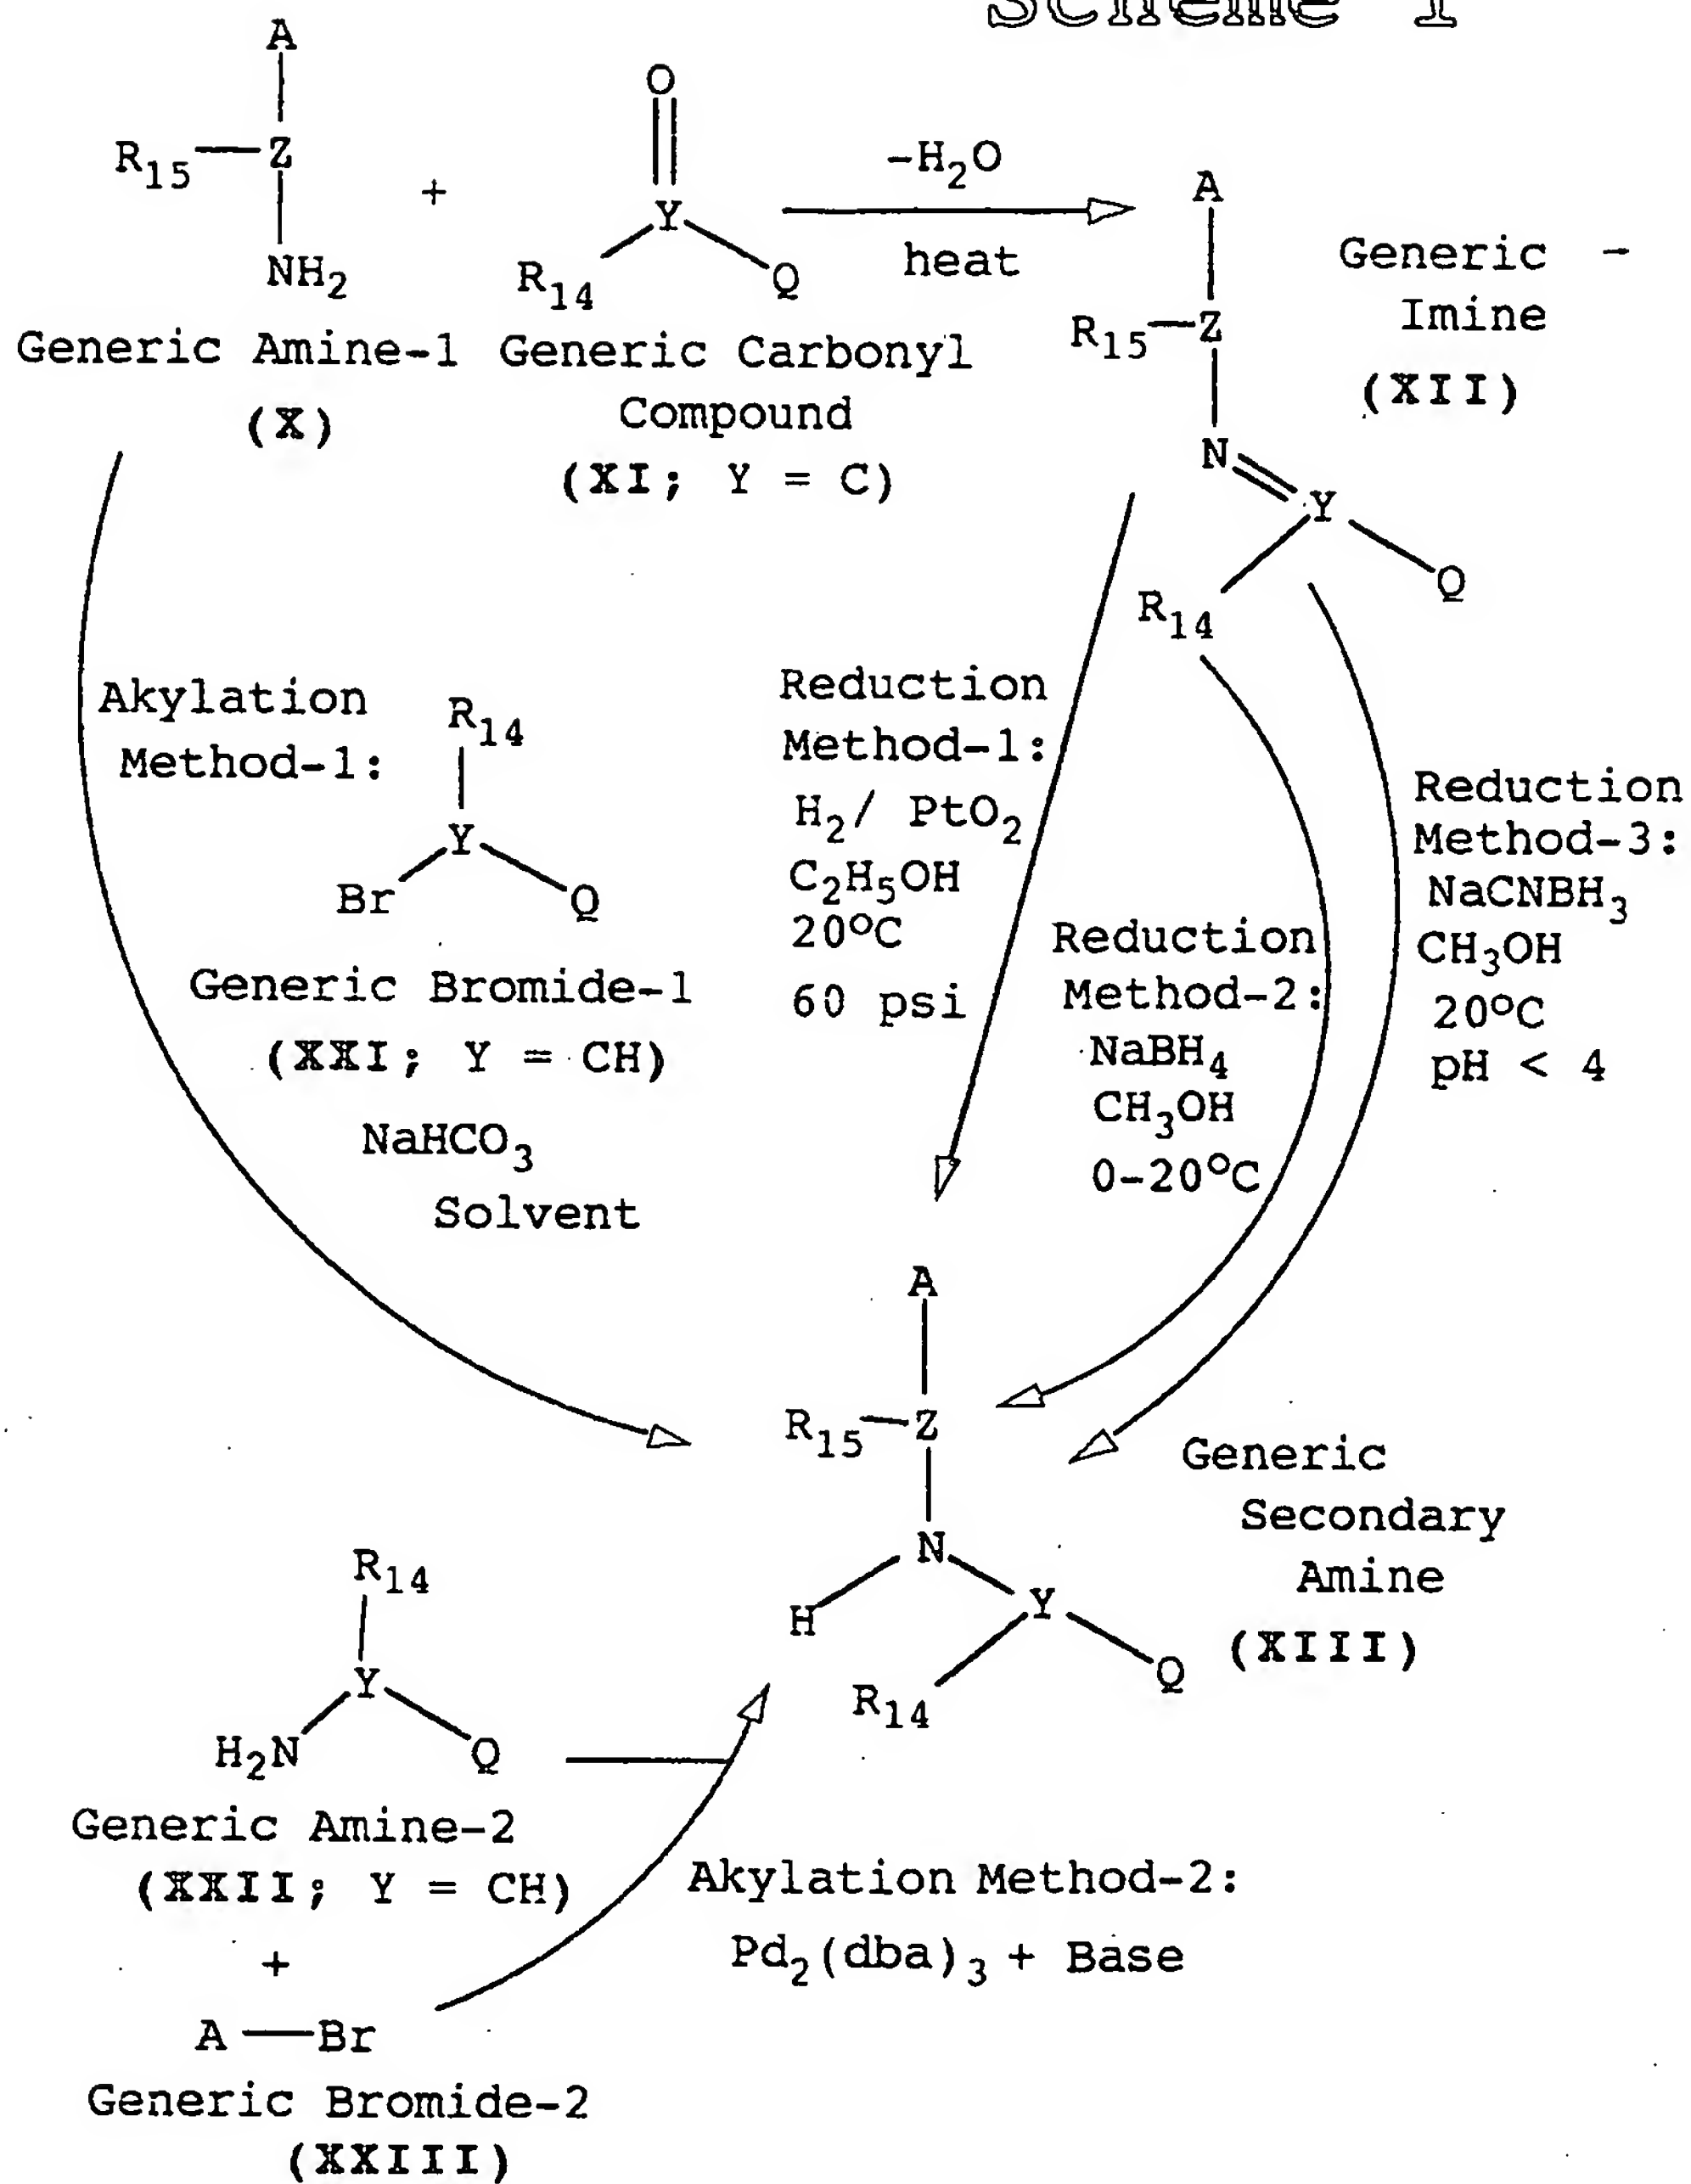 Scheme 1
A
R15—Z
NH2
+
O
Y
R14
Q
-H2O
heat
Generic Amine-1
(X)
Generic Carbonyl
Compound
(XI; Y = C)
A
R15—Z
N
Y
R14
Q
Generic -
Imine
(XII)
Akylation
Method-1:
R14
Y
Br
Q
Generic Bromide-1
(XXI; Y = CH)
NaHCO3
Solvent
Reduction
Method-1:
H2/ PtO2
C2H5OH
20°C
60 psi
Reduction
Method-2:
NaBH4
CH3OH
0-20°C
Reduction
Method-3:
NaCNBH3
CH3OH
20°C
pH < 4
A
R15—Z
N
H
Y
R14
Q
Generic
Secondary
Amine
(XIII)
R14
Y
H2N
Q
Generic Amine-2
(XXII; Y = CH)
+
A—Br
Generic Bromide-2
(XXIII)
Akylation Method-2:
Pd2(dba)3 + Base